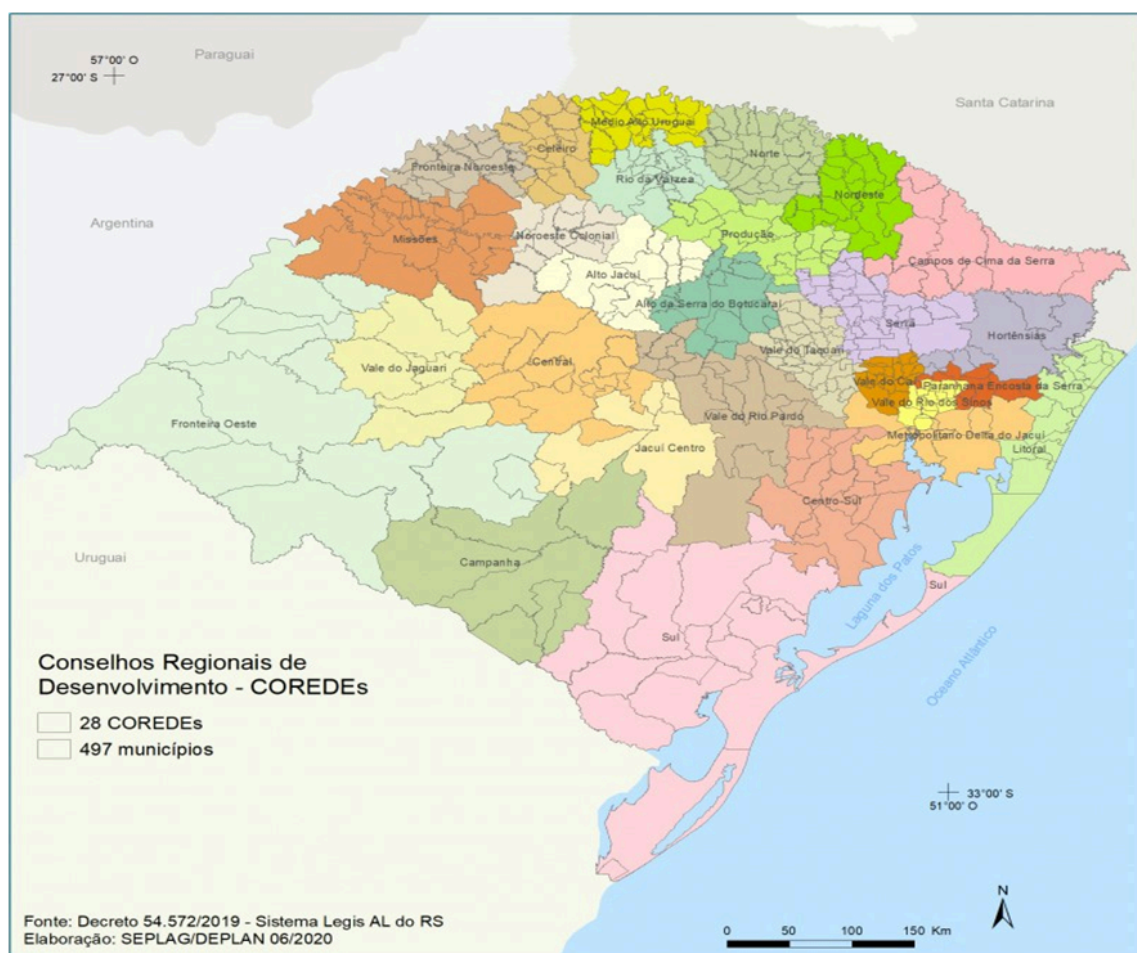 Paraguai
57°00' O
27°00' S
Santa Catarina
Médio Alto Uruguai
Celeiro
Norte
Fronteira Noroeste
Rio da Várzea
Nordeste
Argentina
Missões
Noroeste Colonial
Produção
Campos de Cima da Serra
Alto Jacuí
Alto da Serra do Botucaraí
Serra
Hortênsias
Central
Vale do Taquari
Vale do Jaguari
Vale do Caí
Paranhana Encosta da Serra
Vale do Rio dos Sinos
Fronteira Oeste
Vale do Rio Pardo
Metropolitano Delta do Jacuí
Jacuí Centro
Litoral
Centro-Sul
Uruguai
Campanha
Laguna dos Patos
Sul
Sul
Oceano Atlântico
Conselhos Regionais de
Desenvolvimento - COREDEs
28 COREDEs
497 municípios
33°00' S
51°00' O
N
Fonte: Decreto 54.572/2019 - Sistema Legis AL do RS
Elaboração: SEPLAG/DEPLAN 06/2020
0 50 100 150 Km